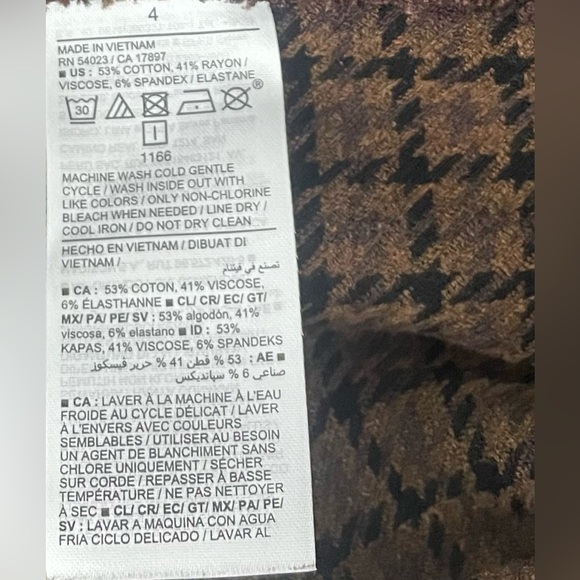 4
MADE IN VIETNAM
RN 54023 / CA 17897
■ US : 53% COTTON, 41% RAYON /
VISCOSE, 6% SPANDEX / ELASTANE
30
®
1166
MACHINE WASH COLD GENTLE
CYCLE / WASH INSIDE OUT WITH
LIKE COLORS / ONLY NON-CHLORINE
BLEACH WHEN NEEDED / LINE DRY /
COOL IRON / DO NOT DRY CLEAN
HECHO EN VIETNAM / DIBUAT DI
VIETNAM /
تصنع في فيتنام
■ CA : 53% COTON, 41% VISCOSE,
6% ÉLASTHANNE ■ CL/ CR/ EC/ GT/
MX/ PA/ PE/ SV : 53% algodón, 41%
viscosa, 6% elastano ■ ID : 53%
KAPAS, 41% VISCOSE, 6% SPANDEKS
■ AE : 53 % قطن 41 % حرير فيسكوز
صناعي 6 % سباندیكس
■ CA : LAVER À LA MACHINE À L'EAU
FROIDE AU CYCLE DÉLICAT / LAVER
À L'ENVERS AVEC COULEURS
SEMBLABLES / UTILISER AU BESOIN
UN AGENT DE BLANCHIMENT SANS
CHLORE UNIQUEMENT / SÉCHER
SUR CORDE / REPASSER À BASSE
TEMPÉRATURE / NE PAS NETTOYER
À SEC ■ CL/ CR/ EC/ GT/ MX/ PA/ PE/
SV : LAVAR A MAQUINA CON AGUA
FRIA CICLO DELICADO / LAVAR AL